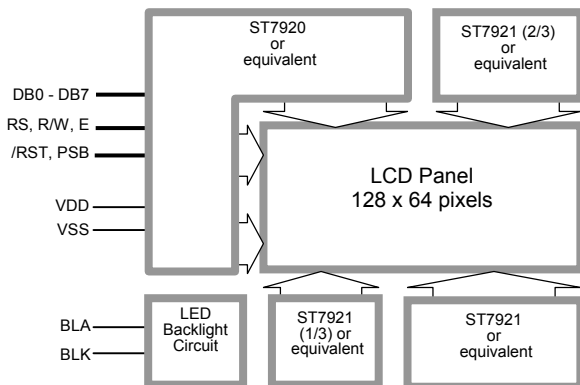 ST7920
or
equivalent
ST7921 (2/3)
or
equivalent
DB0 - DB7
RS, R/W, E
/RST, PSB
VDD
VSS
LCD Panel
128 x 64 pixels
BLA
BLK
LED
Backlight
Circuit
ST7921
(1/3) or
equivalent
ST7921
or
equivalent